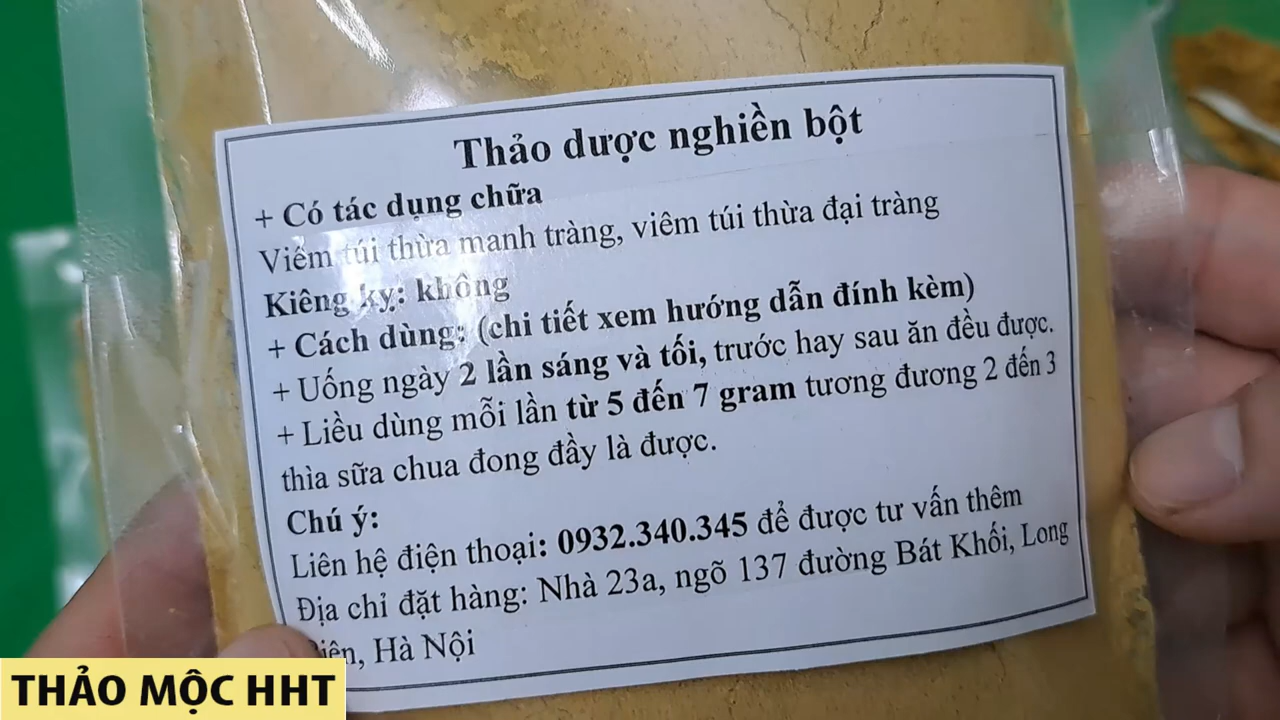 Thảo dược nghiền bột
+ Có tác dụng chữa
Viêm túi thừa manh tràng, viêm túi thừa đại tràng
Kiêng kỵ: không
+ Cách dùng: (chi tiết xem hướng dẫn đính kèm)
+ Uống ngày 2 lần sáng và tối, trước hay sau ăn đều được.
+ Liều dùng mỗi lần từ 5 đến 7 gram tương đương 2 đến 3
thìa sữa chua đong đầy là được.
Chú ý:
Liên hệ điện thoại: 0932.340.345 để được tư vấn thêm
Địa chỉ đặt hàng: Nhà 23a, ngõ 137 đường Bát Khối, Long
Hà Nội
THẢO MỘC HHT